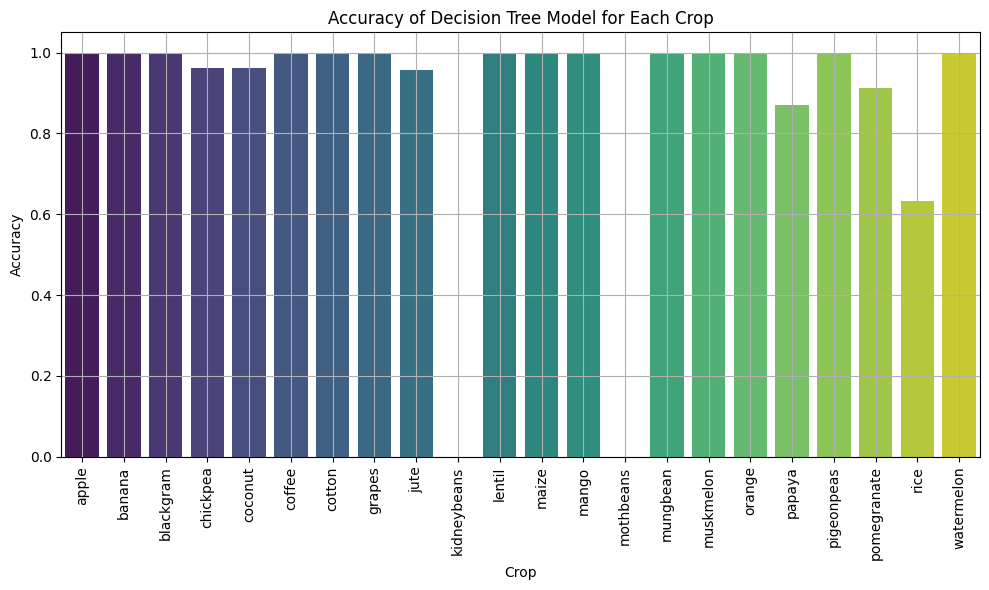 Accuracy of Decision Tree Model for Each Crop
Accuracy
1.0
0.8
0.6
0.4
0.2
0.0
apple
banana
blackgram
chickpea
coconut
coffee
cotton
grapes
jute
kidneybeans
lentil
maize
mango
mothbeans
mungbean
muskmelon
orange
papaya
pigeonpeas
pomegranate
rice
watermelon
Crop